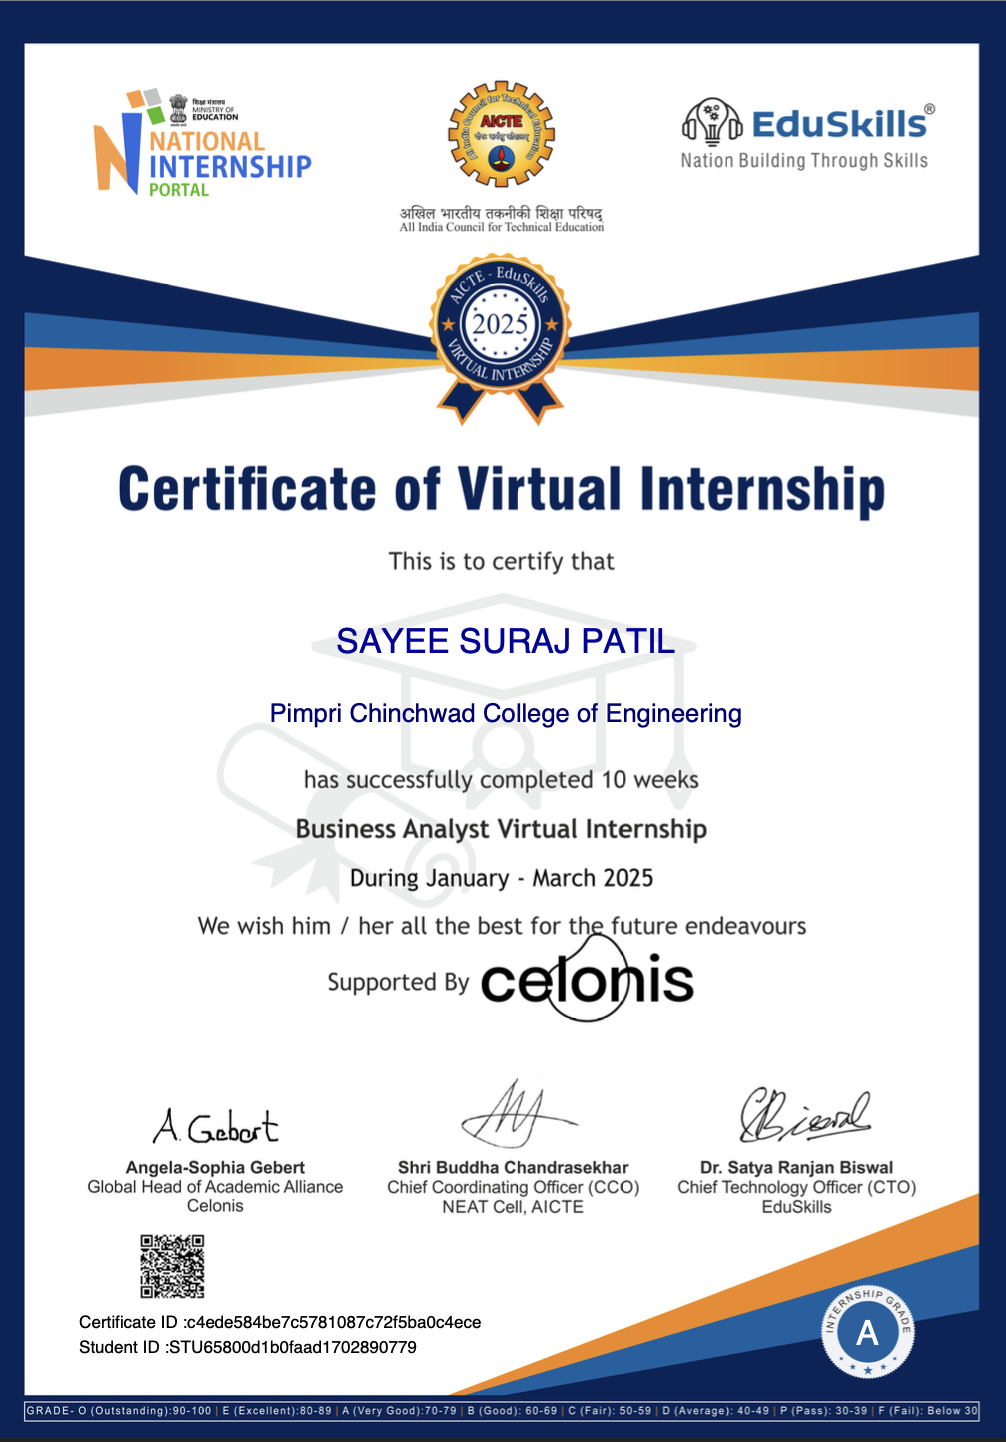 शिक्षा मंत्रालय
MINISTRY OF
EDUCATION
NATIONAL
INTERNSHIP
PORTAL
All India Council for Technical Education
AICTE
अखिल भारतीय तकनीकी शिक्षा परिषद्
All India Council for Technical Education
EduSkills®
Nation Building Through Skills
AICTE - EduSkills
2025
VIRTUAL INTERNSHIP
Certificate of Virtual Internship
This is to certify that
SAYEE SURAJ PATIL
Pimpri Chinchwad College of Engineering
has successfully completed 10 weeks
Business Analyst Virtual Internship
During January - March 2025
We wish him / her all the best for the future endeavours
Supported By celonis
A. Gebert
Angela-Sophia Gebert
Global Head of Academic Alliance
Celonis
Shri Buddha Chandrasekhar
Chief Coordinating Officer (CCO)
NEAT Cell, AICTE
Biswal
Dr. Satya Ranjan Biswal
Chief Technology Officer (CTO)
EduSkills
Certificate ID :c4ede584be7c5781087c72f5ba0c4ece
Student ID :STU65800d1b0faad1702890779
INTERNSHIP GRADE
A
GRADE- O (Outstanding):90-100 | E (Excellent):80-89 | A (Very Good):70-79 | B (Good): 60-69 | C (Fair): 50-59 | D (Average): 40-49 | P (Pass): 30-39 | F (Fail): Below 30